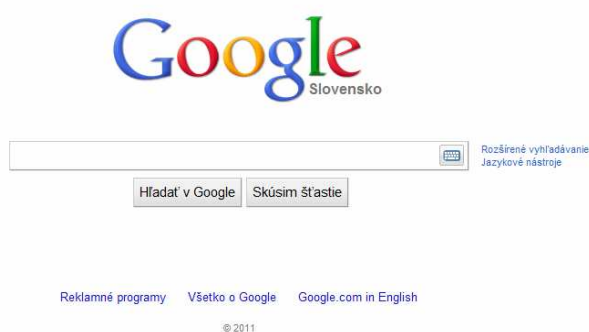 Google
Slovensko
Rozšírené vyhľadávanie
Jazykové nástroje
Hľadať v Google Skúsim šťastie
Reklamné programy Všetko o Google Google.com in English
© 2011